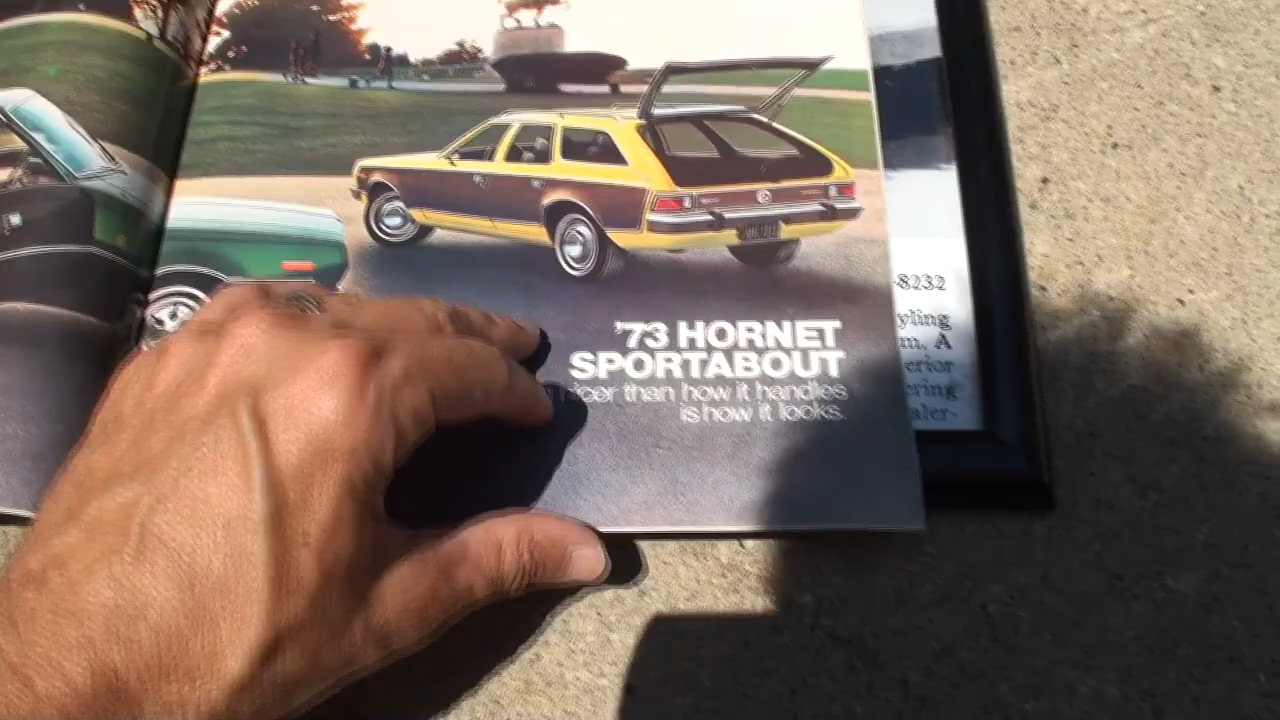 '73 HORNET
SPORTABOUT
nicer than how it handles
is how it looks.
-8232
yling
m. A
erior
ering
aler-